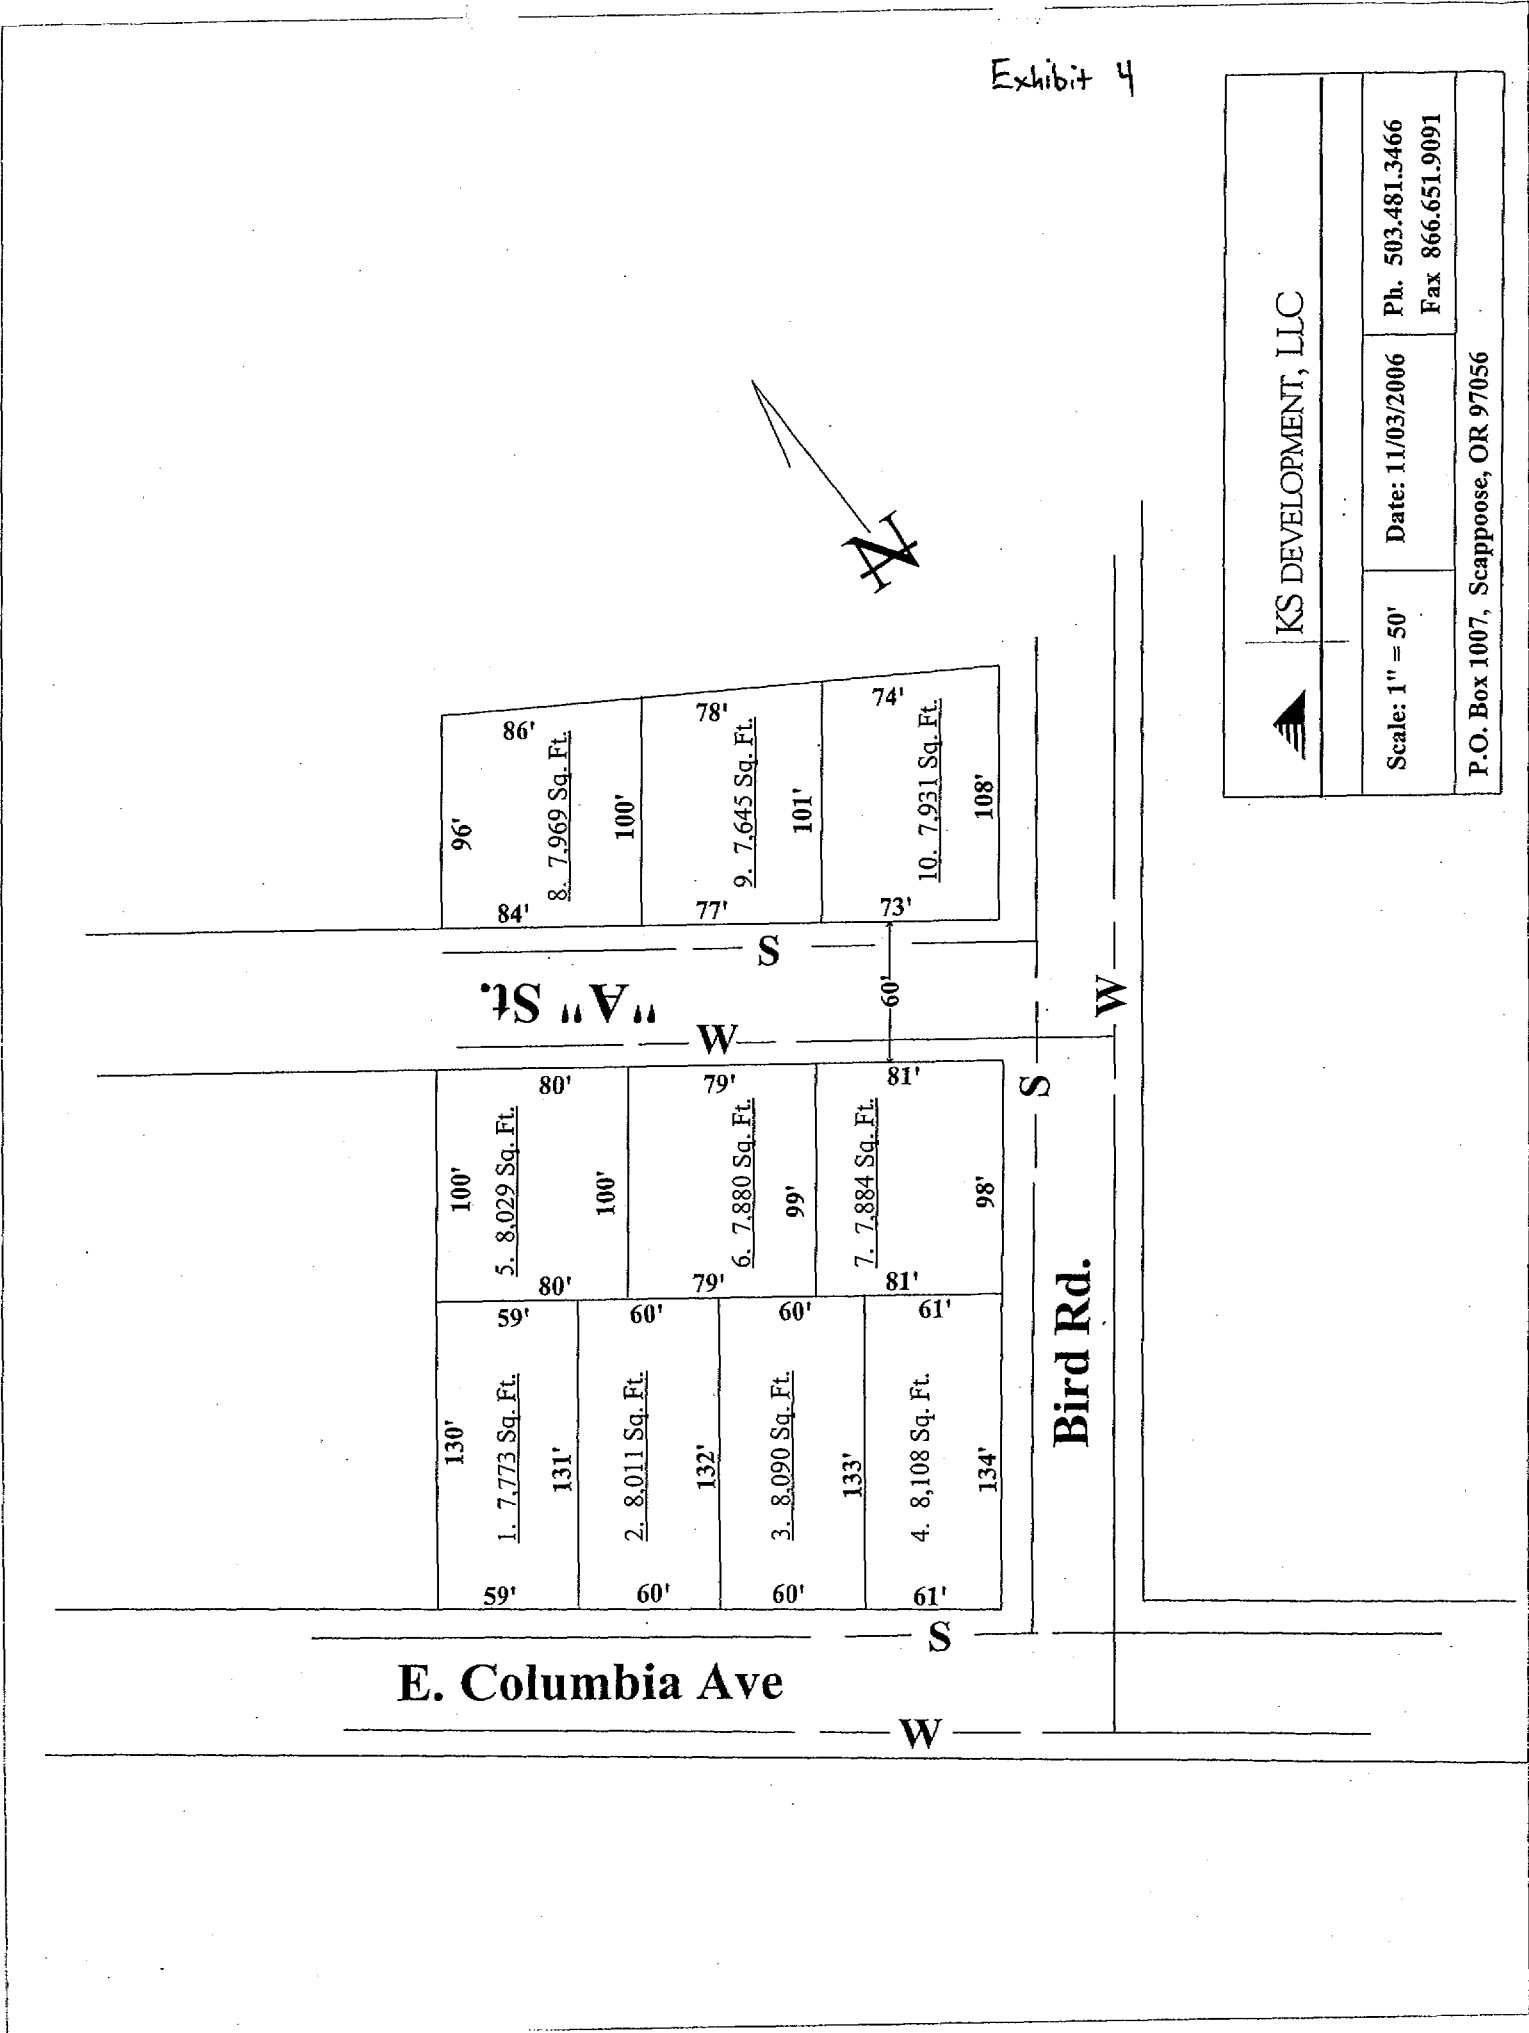 Exhibit 4
KS DEVELOPMENT, LLC
Scale: 1" = 50'
Date: 11/03/2006
Ph. 503.481.3466
Fax 866.651.9091
P.O. Box 1007, Scappoose, OR 97056
N
96'
86'
8. 7,969 Sq. Ft.
84'
100'
78'
9. 7,645 Sq. Ft.
77'
101'
74'
10. 7,931 Sq. Ft.
73'
108'
S
"A" St.
W
60'
S
W
100'
80'
5. 8,029 Sq. Ft.
80'
100'
79'
6. 7,880 Sq. Ft.
79'
99'
81'
7. 7,884 Sq. Ft.
81'
98'
130'
59'
1. 7,773 Sq. Ft.
59'
131'
60'
2. 8,011 Sq. Ft.
60'
132'
60'
3. 8,090 Sq. Ft.
60'
133'
61'
4. 8,108 Sq. Ft.
61'
134'
Bird Rd.
S
E. Columbia Ave
W